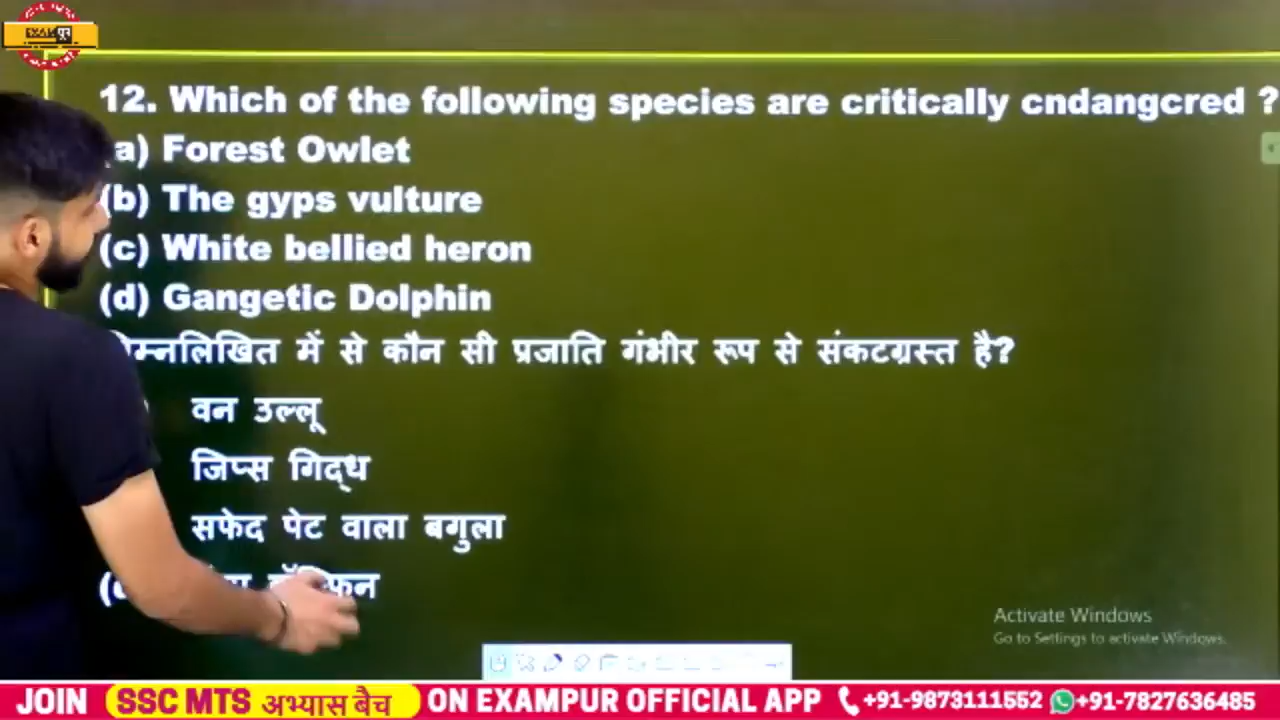 EXAM पुर
12. Which of the following species are critically cndangcred ?
a) Forest Owlet
(b) The gyps vulture
(c) White bellied heron
(d) Gangetic Dolphin
में से कौन सी प्रजाति गंभीर रूप से संकटग्रस्त है?
वन उल्लू
जिप्स गिद्ध
सफेद पेट वाला बगुला
Activate Windows
Go to Settings to activate Windows.
JOIN SSC MTS अभ्यास बैच ON EXAMPUR OFFICIAL APP +91-9873111552 +91-7827636485